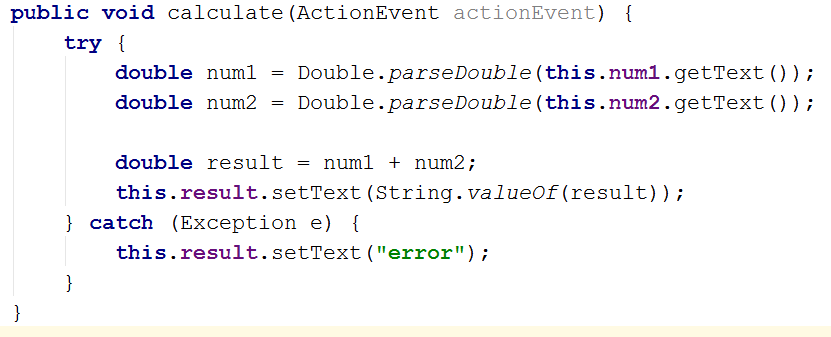 public void calculate(ActionEvent actionEvent) {
    try {
        double num1 = Double.parseDouble(this.num1.getText());
        double num2 = Double.parseDouble(this.num2.getText());

        double result = num1 + num2;
        this.result.setText(String.valueOf(result));
    } catch (Exception e) {
        this.result.setText("error");
    }
}